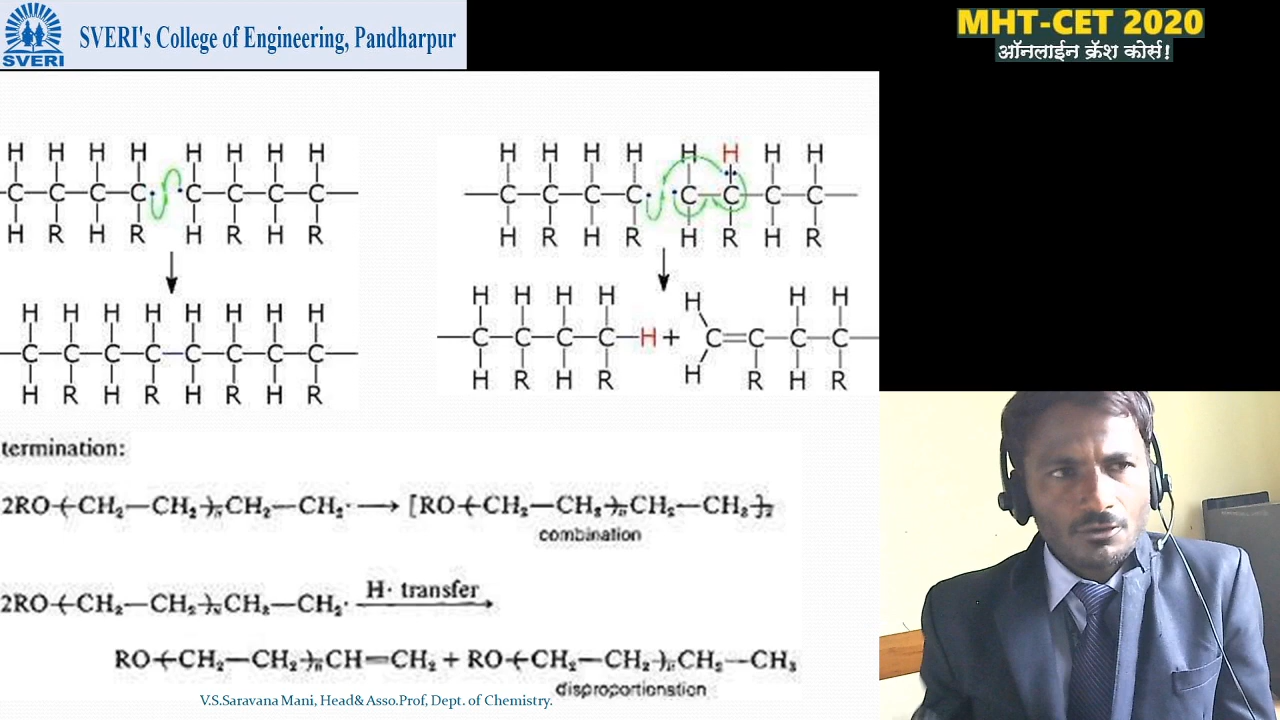 SVERI
SVERI's College of Engineering, Pandharpur
MHT-CET 2020
ऑनलाईन क्रॅश कोर्स!
H H H H H H H H
C C C C· ·C C C C
H R H R H R H R
H H H H H H H H
C C C C C C C C
H R H R H R H R
H H H H H H H H
C C C C· ·C C C C
H R H R H R H R
H H H H H H H
C C C C H + C C C C
H R H R H R H R
termination:
2RO(CH₂—CH₂)ₙCH₂—CH₂· → [RO(CH₂—CH₂)ₙCH₂—CH₂]₂
combination
2RO(CH₂—CH₂)ₙCH₂—CH₂· H· transfer →
RO(CH₂—CH₂)ₙCH=CH₂ + RO(CH₂—CH₂)ₙCH₂—CH₃
disproportionstion
V.S.Saravana Mani, Head& Asso.Prof, Dept. of Chemistry.